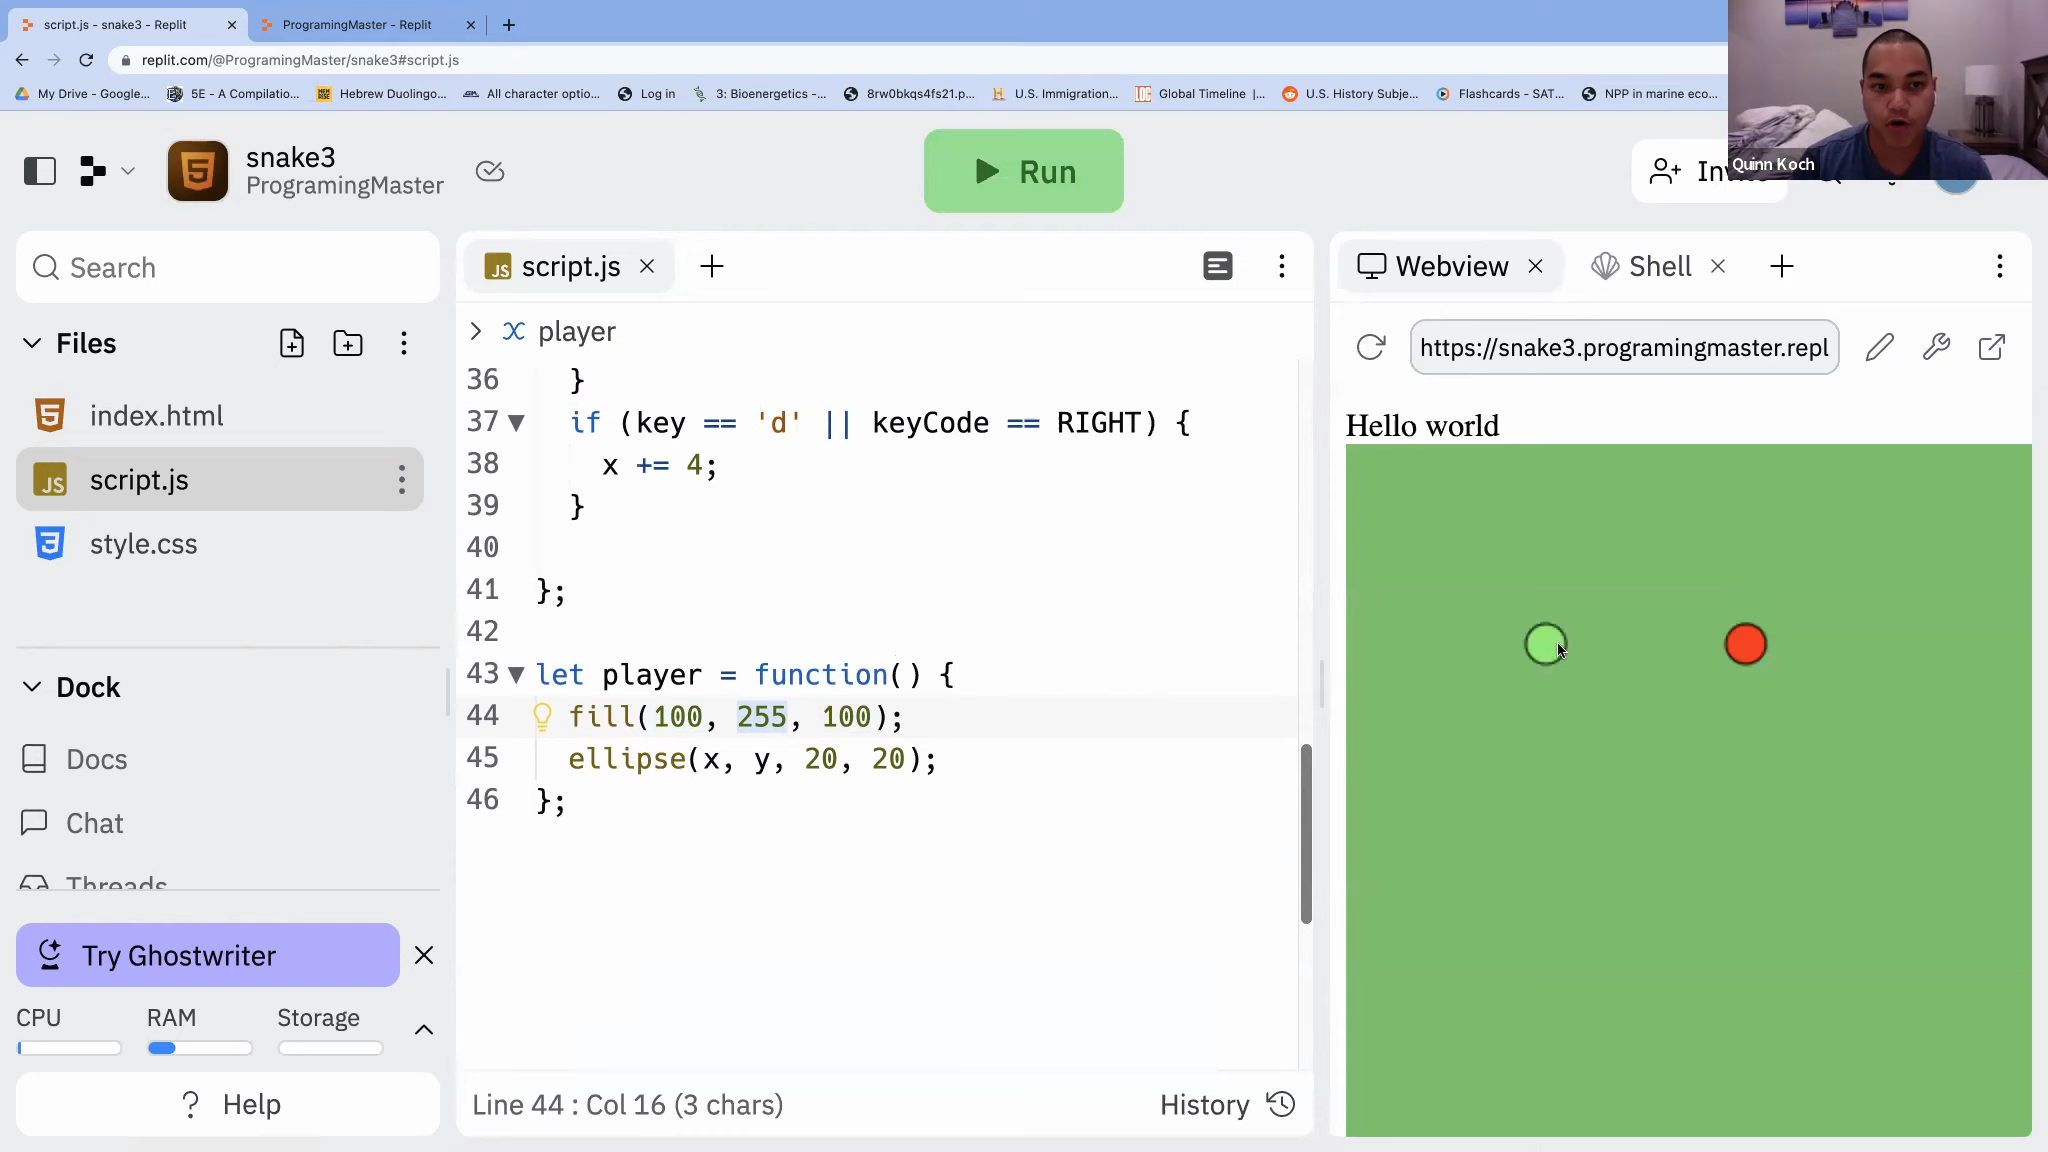 script.js - snake3 - Replit
ProgramingMaster - Replit
replit.com/@ProgramingMaster/snake3#script.js
My Drive - Google...
5E - A Compilatio...
Hebrew Duolingo...
All character optio...
Log in
3: Bioenergetics -...
8rw0bkqs4fs21.p...
U.S. Immigration...
Global Timeline |...
U.S. History Subje...
Flashcards - SAT...
NPP in marine eco...
Quinn Koch
snake3
ProgramingMaster
Run
Search
Files
index.html
script.js
style.css
Dock
Docs
Chat
Threads
Try Ghostwriter
CPU RAM Storage
Help
script.js
player
36 }
37 if (key == 'd' || keyCode == RIGHT) {
38 x += 4;
39 }
40
41 };
42
43 let player = function() {
44 fill(100, 255, 100);
45 ellipse(x, y, 20, 20);
46 };
Line 44 : Col 16 (3 chars)
History
Webview
Shell
https://snake3.programingmaster.repl
Hello world